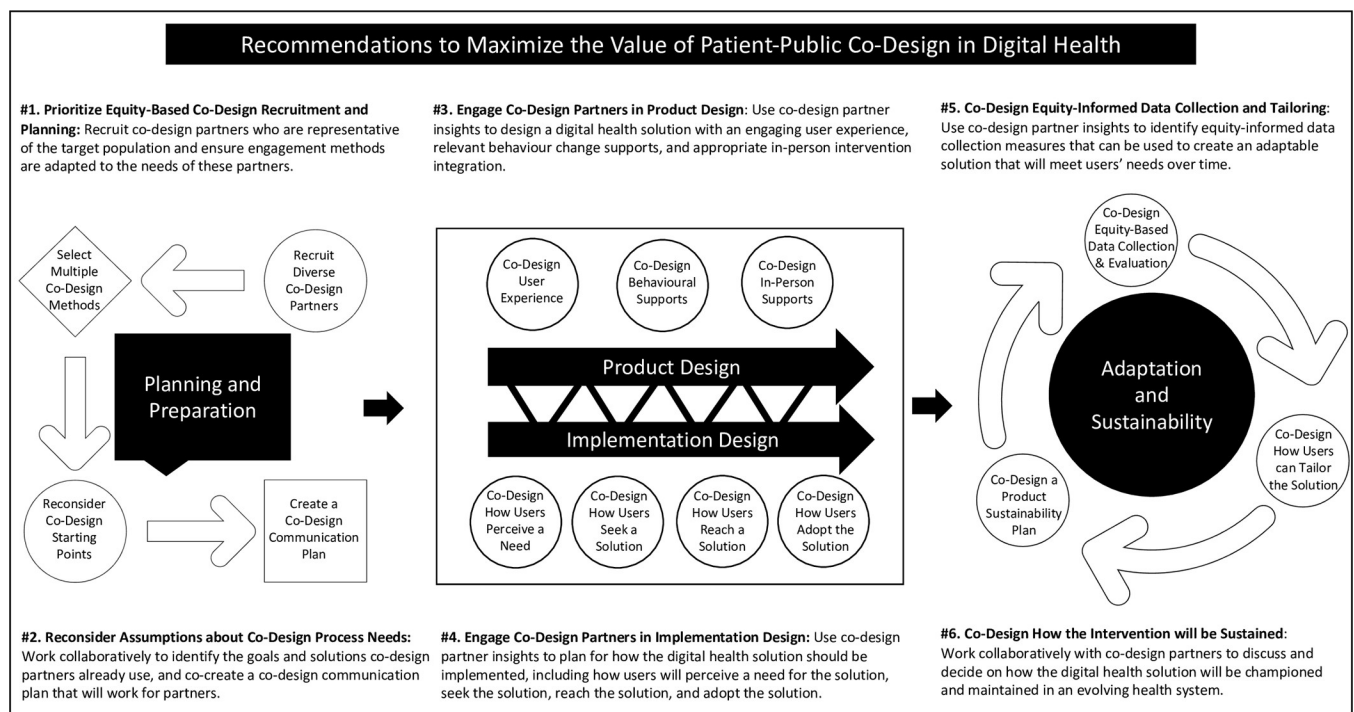 Recommendations to Maximize the Value of Patient-Public Co-Design in Digital Health
#1. Prioritize Equity-Based Co-Design Recruitment and
Planning: Recruit co-design partners who are representative
of the target population and ensure engagement methods
are adapted to the needs of these partners.
#3. Engage Co-Design Partners in Product Design: Use co-design partner
insights to design a digital health solution with an engaging user experience,
relevant behaviour change supports, and appropriate in-person intervention
integration.
#5. Co-Design Equity-Informed Data Collection and Tailoring:
Use co-design partner insights to identify equity-informed data
collection measures that can be used to create an adaptable
solution that will meet users’ needs over time.
Select
Multiple
Co-Design
Methods
Recruit
Diverse
Co-Design
Partners
Planning and
Preparation
Reconsider
Co-Design
Starting
Points
Create a
Co-Design
Communication
Plan
Co-Design
User
Experience
Co-Design
Behavioural
Supports
Co-Design
In-Person
Supports
Product Design
Implementation Design
Co-Design
How Users
Perceive a
Need
Co-Design
How Users
Seek a
Solution
Co-Design
How Users
Reach a
Solution
Co-Design
How Users
Adopt the
Solution
Co-Design
Equity-Based
Data Collection
& Evaluation
Adaptation
and
Sustainability
Co-Design
How Users
can Tailor
the Solution
Co-Design a
Product
Sustainability
Plan
#2. Reconsider Assumptions about Co-Design Process Needs:
Work collaboratively to identify the goals and solutions co-design
partners already use, and co-create a co-design communication
plan that will work for partners.
#4. Engage Co-Design Partners in Implementation Design: Use co-design
partner insights to plan for how the digital health solution should be
implemented, including how users will perceive a need for the solution,
seek the solution, reach the solution, and adopt the solution.
#6. Co-Design How the Intervention will be Sustained:
Work collaboratively with co-design partners to discuss and
decide on how the digital health solution will be championed
and maintained in an evolving health system.